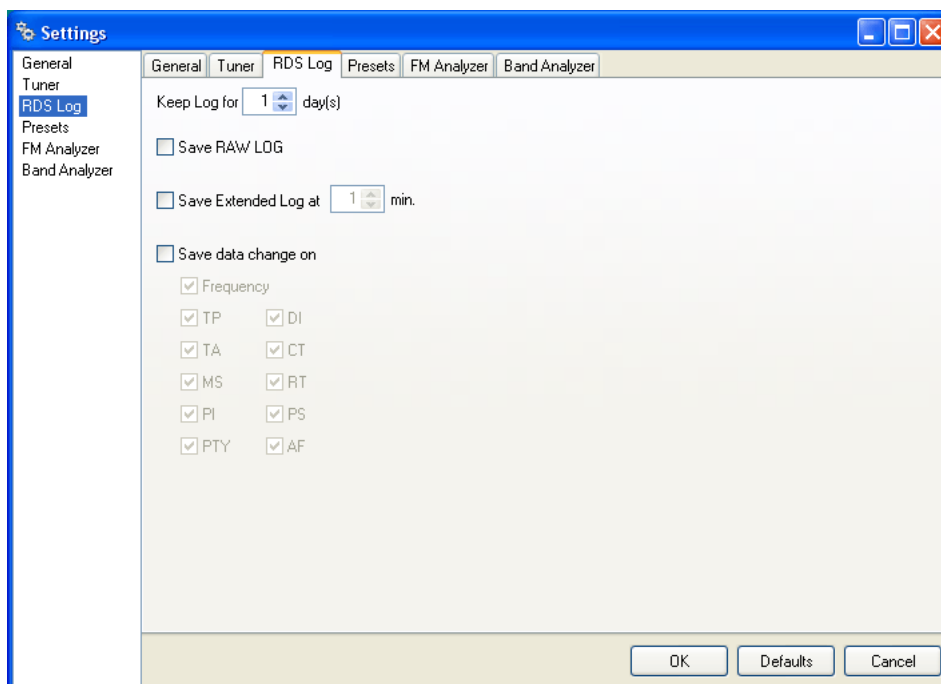 Settings
General
Tuner
RDS Log
Presets
FM Analyzer
Band Analyzer
General Tuner RDS Log Presets FM Analyzer Band Analyzer
Keep Log for 1 day(s)
Save RAW LOG
Save Extended Log at 1 min.
Save data change on
Frequency
TP DI
TA CT
MS RT
PI PS
PTY AF
OK Defaults Cancel